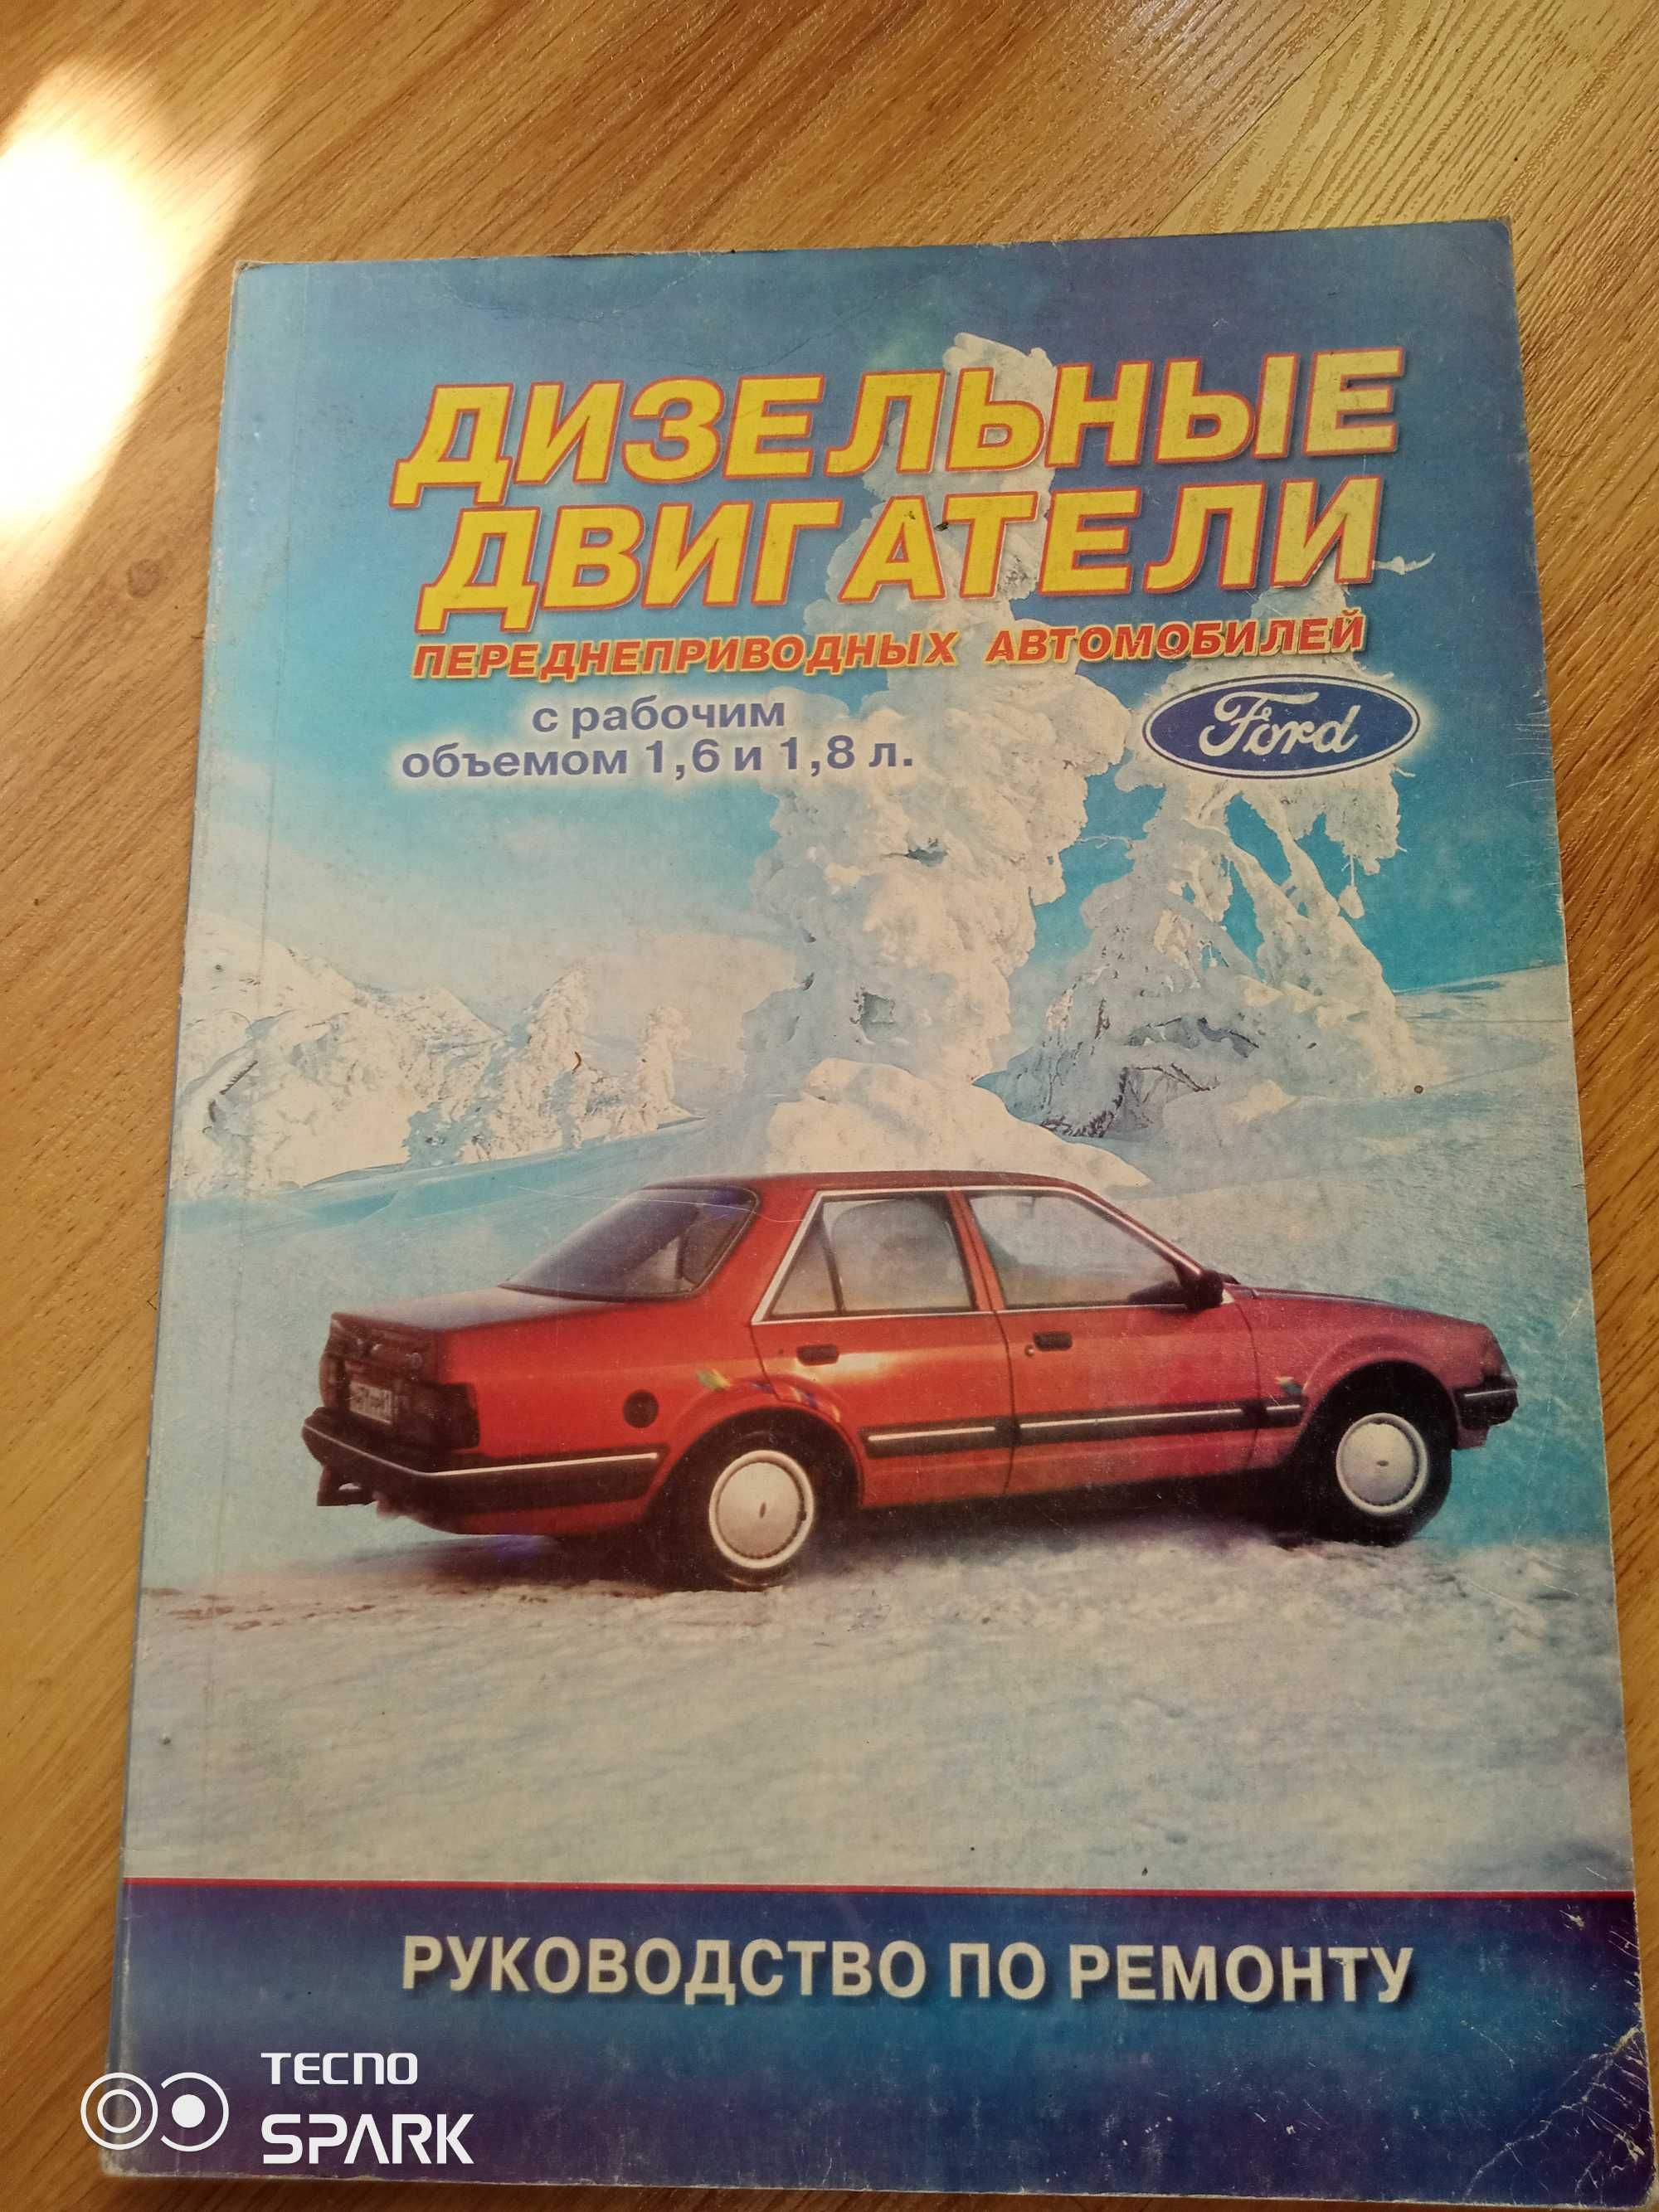 ДИЗЕЛЬНЫЕ
ДВИГАТЕЛИ
ПЕРЕДНЕПРИВОДНЫХ АВТОМОБИЛЕЙ
с рабочим
объемом 1,6 и 1,8 л.
Ford
РУКОВОДСТВО ПО РЕМОНТУ
TECNO
SPARK